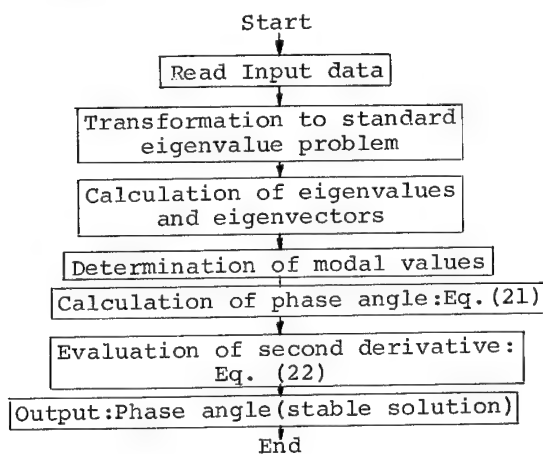 Start
Read Input data
Transformation to standard
eigenvalue problem
Calculation of eigenvalues
and eigenvectors
Determination of modal values
Calculation of phase angle:Eq.(21)
Evaluation of second derivative:
Eq. (22)
Output:Phase angle(stable solution)
End